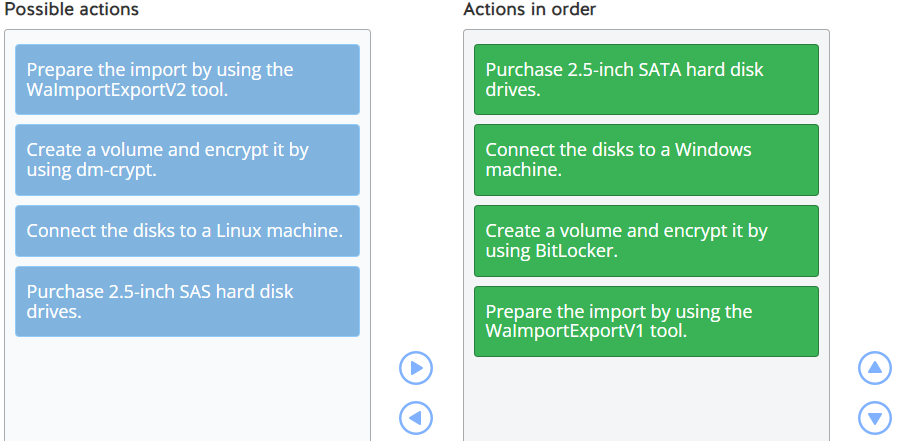 Possible actions
Prepare the import by using the
WaImportExportV2 tool.
Create a volume and encrypt it by
using dm-crypt.
Connect the disks to a Linux machine.
Purchase 2.5-inch SAS hard disk
drives.
Actions in order
Purchase 2.5-inch SATA hard disk
drives.
Connect the disks to a Windows
machine.
Create a volume and encrypt it by
using BitLocker.
Prepare the import by using the
WaImportExportV1 tool.